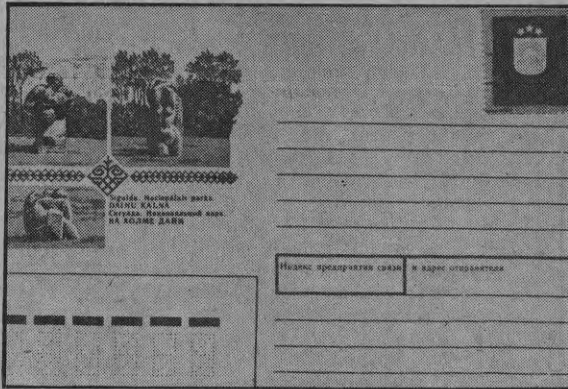 Sigulda. Nacionālais parks.
DAINU KALNĀ
Сигулда. Национальный парк.
НА ХОЛМЕ ДАЙН
Индекс предприятия связи и адрес отправителя